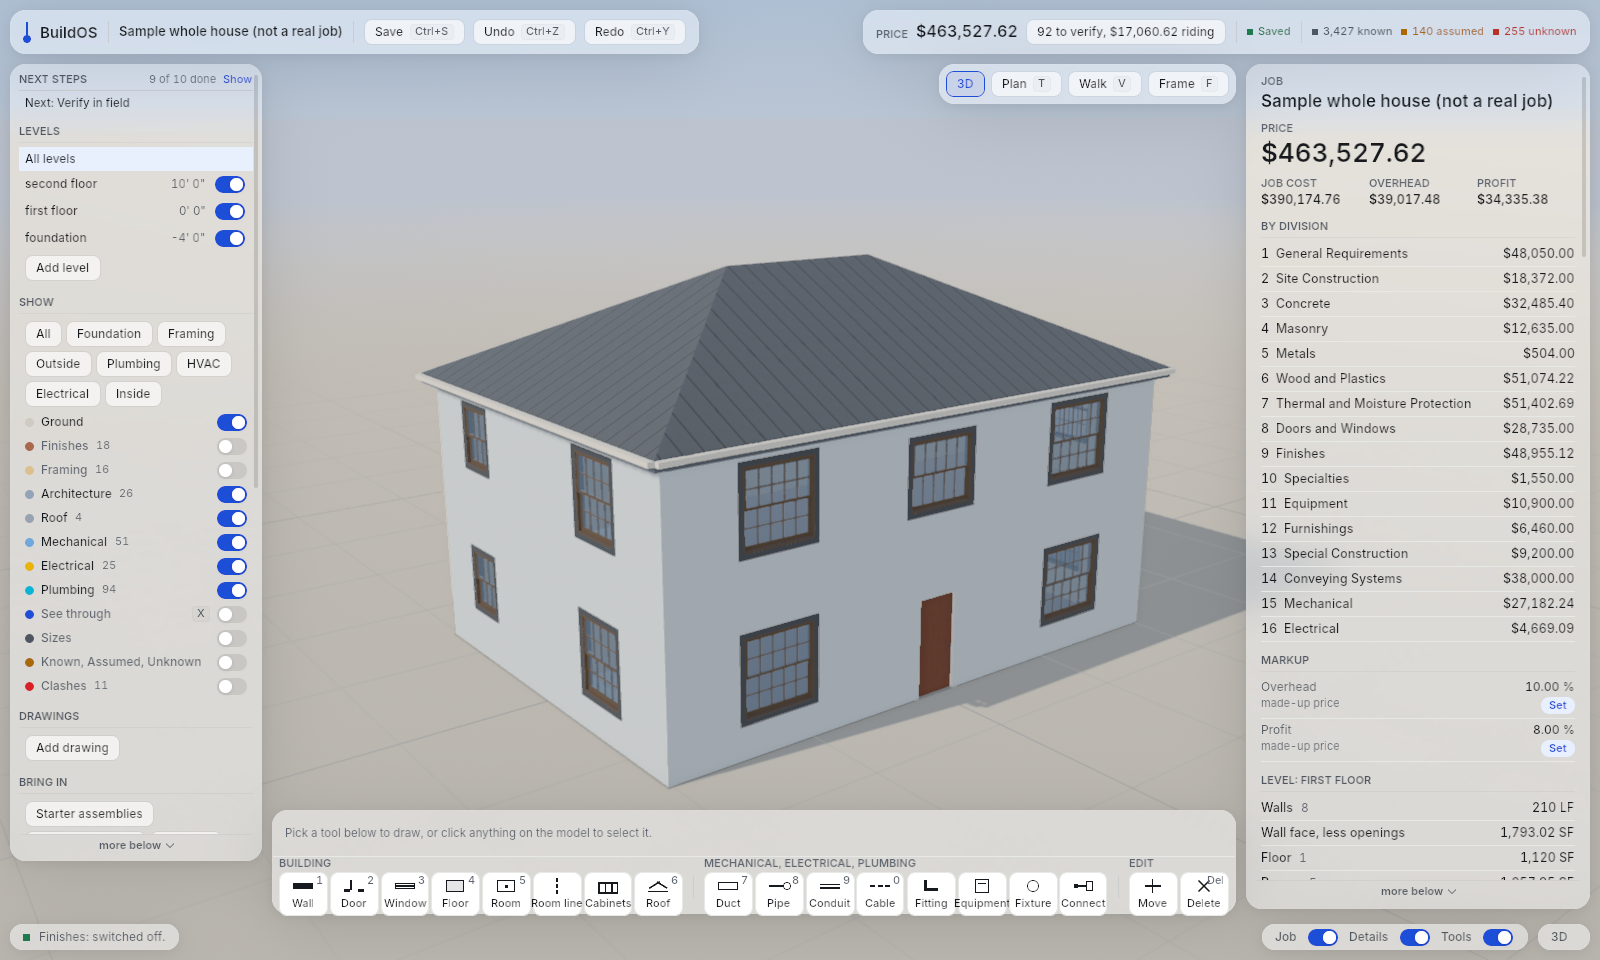 BuildOS
Sample whole house (not a real job)
Save Ctrl+S
Undo Ctrl+Z
Redo Ctrl+Y
PRICE $463,527.62
92 to verify, $17,060.62 riding
Saved
3,427 known
140 assumed
255 unknown
NEXT STEPS 9 of 10 done Show
Next: Verify in field
LEVELS
All levels
second floor 10' 0"
first floor 0' 0"
foundation -4' 0"
Add level
SHOW
All Foundation Framing
Outside Plumbing HVAC
Electrical Inside
Ground
Finishes 18
Framing 16
Architecture 26
Roof 4
Mechanical 51
Electrical 25
Plumbing 94
See through X
Sizes
Known, Assumed, Unknown
Clashes 11
DRAWINGS
Add drawing
BRING IN
Starter assemblies
more below
3D
Plan T
Walk V
Frame F
JOB
Sample whole house (not a real job)
PRICE
$463,527.62
JOB COST OVERHEAD PROFIT
$390,174.76 $39,017.48 $34,335.38
BY DIVISION
1 General Requirements $48,050.00
2 Site Construction $18,372.00
3 Concrete $32,485.40
4 Masonry $12,635.00
5 Metals $504.00
6 Wood and Plastics $51,074.22
7 Thermal and Moisture Protection $51,402.69
8 Doors and Windows $28,735.00
9 Finishes $48,955.12
10 Specialties $1,550.00
11 Equipment $10,900.00
12 Furnishings $6,460.00
13 Special Construction $9,200.00
14 Conveying Systems $38,000.00
15 Mechanical $27,182.24
16 Electrical $4,669.09
MARKUP
Overhead 10.00 %
made-up price Set
Profit 8.00 %
made-up price Set
LEVEL: FIRST FLOOR
Walls 8 210 LF
Wall face, less openings 1,793.02 SF
Floor 1 1,120 SF
more below
Pick a tool below to draw, or click anything on the model to select it.
BUILDING
Wall 1
Door 2
Window 3
Floor 4
Room 5
Room line
Cabinets
Roof 6
MECHANICAL, ELECTRICAL, PLUMBING
Duct 7
Pipe 8
Conduit 9
Cable 0
Fitting
Equipment
Fixture
Connect
EDIT
Move
Delete Del
Finishes: switched off.
Job
Details
Tools
3D